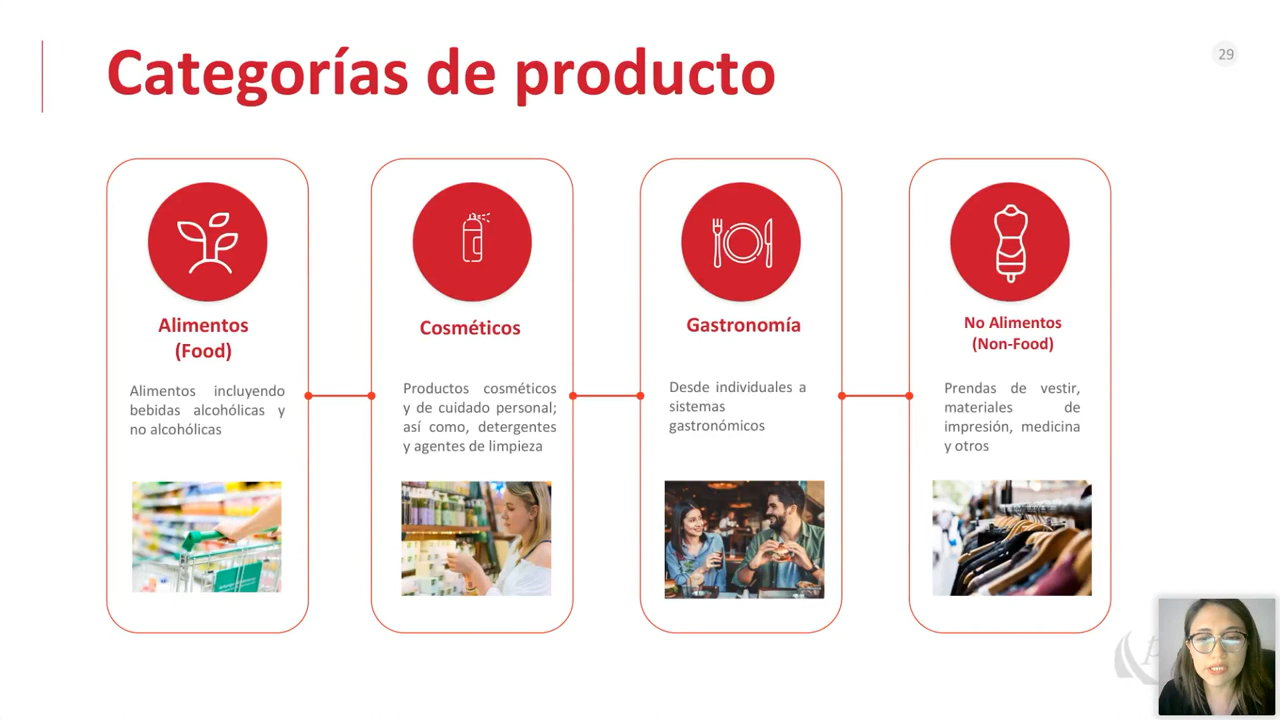 Categorías de producto
29
Alimentos
(Food)
Alimentos incluyendo
bebidas alcohólicas y
no alcohólicas
Cosméticos
Productos cosméticos
y de cuidado personal;
así como, detergentes
y agentes de limpieza
Gastronomía
Desde individuales a
sistemas
gastronómicos
No Alimentos
(Non-Food)
Prendas de vestir,
materiales de
impresión, medicina
y otros